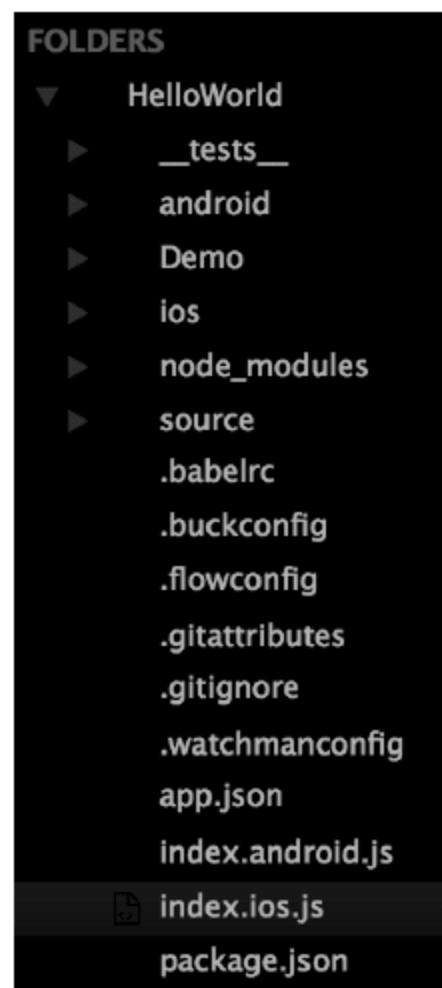 FOLDERS
HelloWorld
__tests__
android
Demo
ios
node_modules
source
.babelrc
.buckconfig
.flowconfig
.gitattributes
.gitignore
.watchmanconfig
app.json
index.android.js
index.ios.js
package.json